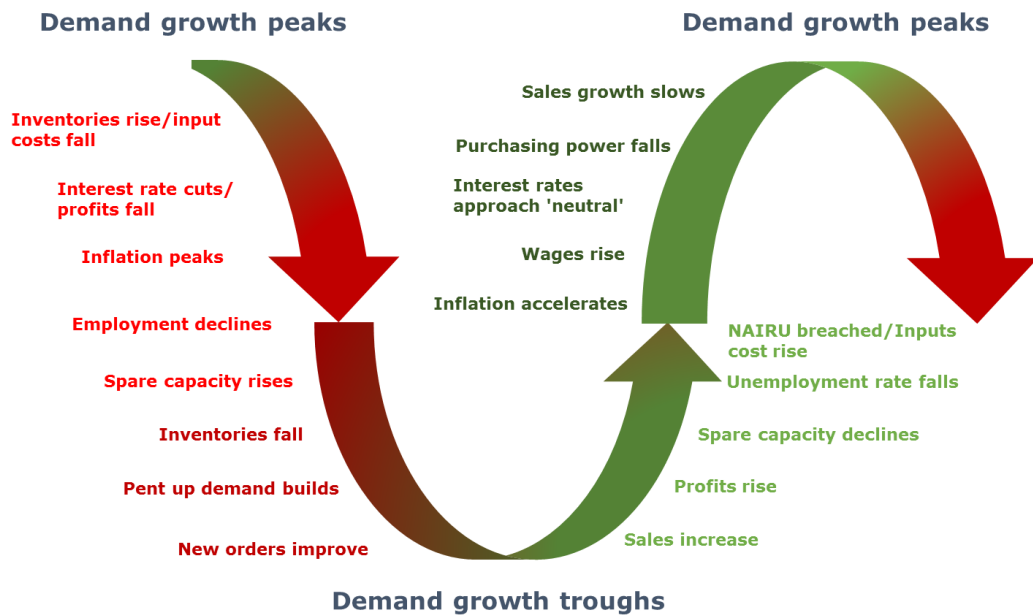 Demand growth peaks
Demand growth peaks
Inventories rise/input
costs fall
Interest rate cuts/
profits fall
Inflation peaks
Employment declines
Spare capacity rises
Inventories fall
Pent up demand builds
New orders improve
Demand growth troughs
Sales growth slows
Purchasing power falls
Interest rates
approach 'neutral'
Wages rise
Inflation accelerates
NAIRU breached/Inputs
cost rise
Unemployment rate falls
Spare capacity declines
Profits rise
Sales increase